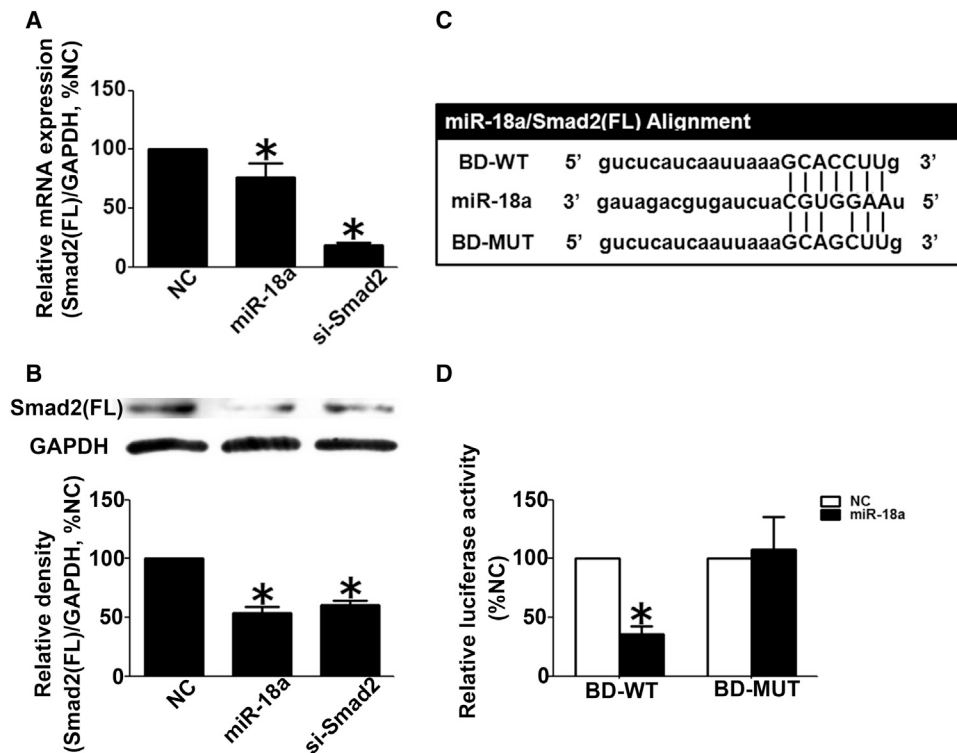 A
Relative mRNA expression
(Smad2(FL)/GAPDH, %NC)
150
100
50
0
NC
miR-18a
si-Smad2
*
*
B
Smad2(FL)
GAPDH
Relative density
(Smad2(FL)/GAPDH, %NC)
150
100
50
0
NC
miR-18a
si-Smad2
*
*
C
miR-18a/Smad2(FL) Alignment
BD-WT 5’ gucucaucaauuaaaGCACCUUg 3’
miR-18a 3’ gauagacgugaucuaCGUGGAAu 5’
BD-MUT 5’ gucucaucaauuaaaGCAGCUUg 3’
D
Relative luciferase activity
(%NC)
150
100
50
0
BD-WT
BD-MUT
*
NC
miR-18a